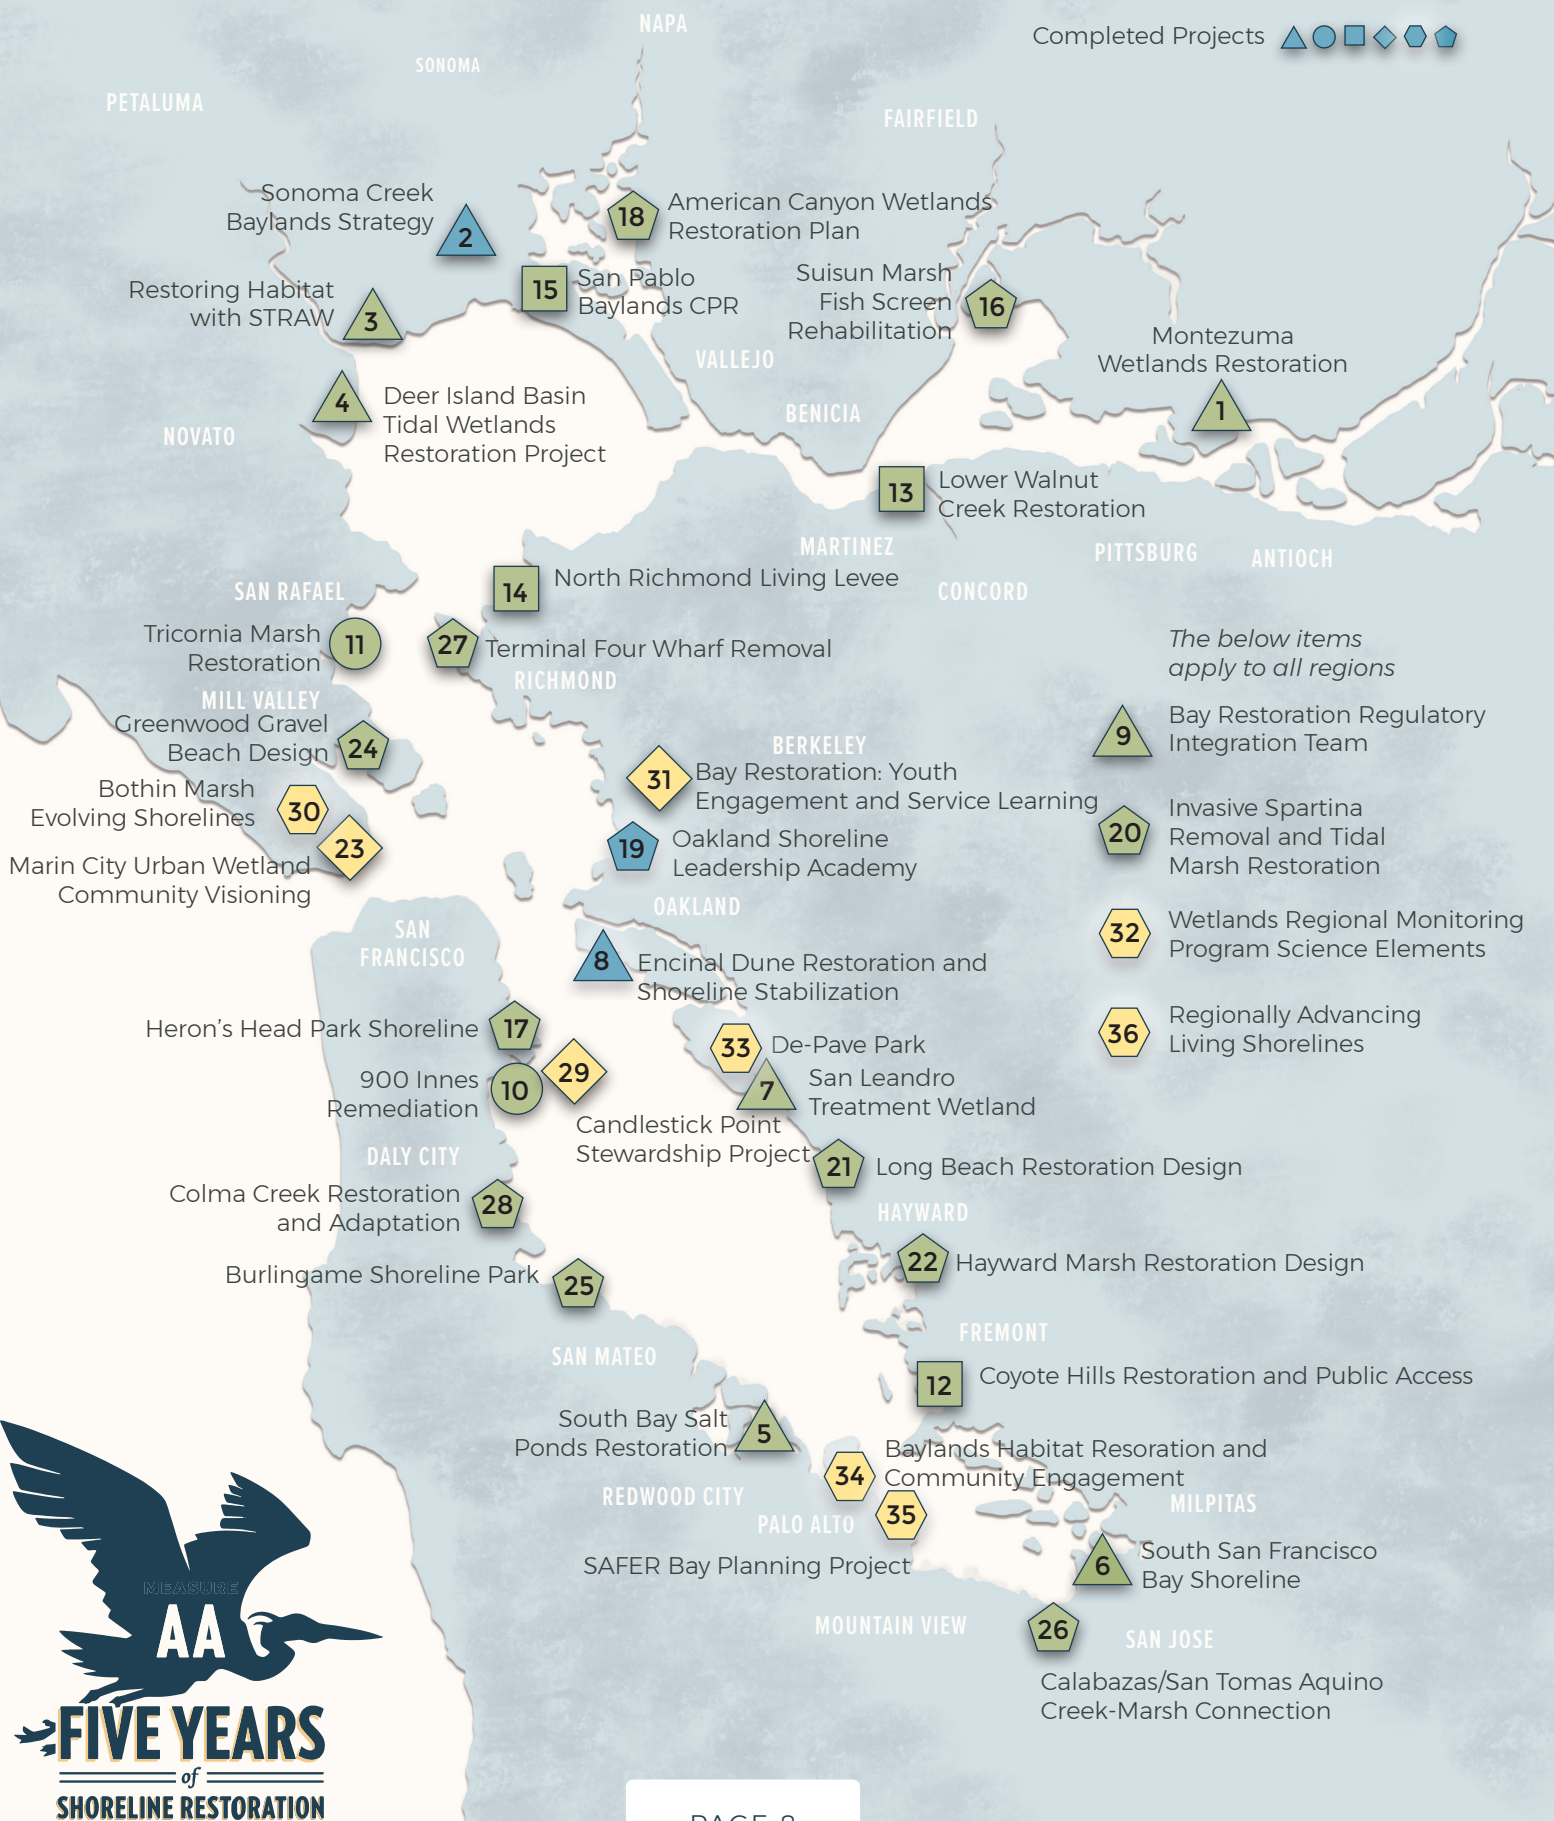 NAPA
Completed Projects
SONOMA
PETALUMA
FAIRFIELD
Sonoma Creek
Baylands Strategy
2
18
American Canyon Wetlands
Restoration Plan
Restoring Habitat
with STRAW
3
15
San Pablo
Baylands CPR
Suisun Marsh
Fish Screen
Rehabilitation
16
Montezuma
Wetlands Restoration
1
VALLEJO
BENICIA
4
Deer Island Basin
Tidal Wetlands
Restoration Project
NOVATO
13
Lower Walnut
Creek Restoration
MARTINEZ
PITTSBURG
ANTIOCH
CONCORD
SAN RAFAEL
14
North Richmond Living Levee
Tricornia Marsh
Restoration
11
27
Terminal Four Wharf Removal
RICHMOND
The below items
apply to all regions
MILL VALLEY
Greenwood Gravel
Beach Design
24
9
Bay Restoration Regulatory
Integration Team
BERKELEY
31
Bay Restoration: Youth
Engagement and Service Learning
Bothin Marsh
Evolving Shorelines
30
23
Marin City Urban Wetland
Community Visioning
19
Oakland Shoreline
Leadership Academy
20
Invasive Spartina
Removal and Tidal
Marsh Restoration
OAKLAND
SAN
FRANCISCO
32
Wetlands Regional Monitoring
Program Science Elements
8
Encinal Dune Restoration and
Shoreline Stabilization
Heron's Head Park Shoreline
17
36
Regionally Advancing
Living Shorelines
33
De-Pave Park
900 Innes
Remediation
10
29
Candlestick Point
Stewardship Project
7
San Leandro
Treatment Wetland
DALY CITY
21
Long Beach Restoration Design
Colma Creek Restoration
and Adaptation
28
HAYWARD
22
Hayward Marsh Restoration Design
Burlingame Shoreline Park
25
FREMONT
SAN MATEO
12
Coyote Hills Restoration and Public Access
South Bay Salt
Ponds Restoration
5
34
Baylands Habitat Resoration and
Community Engagement
REDWOOD CITY
35
PALO ALTO
MILPITAS
SAFER Bay Planning Project
6
South San Francisco
Bay Shoreline
MOUNTAIN VIEW
26
SAN JOSE
Calabazas/San Tomas Aquino
Creek-Marsh Connection
MEASURE
AA
FIVE YEARS
of
SHORELINE RESTORATION
PAGE 8